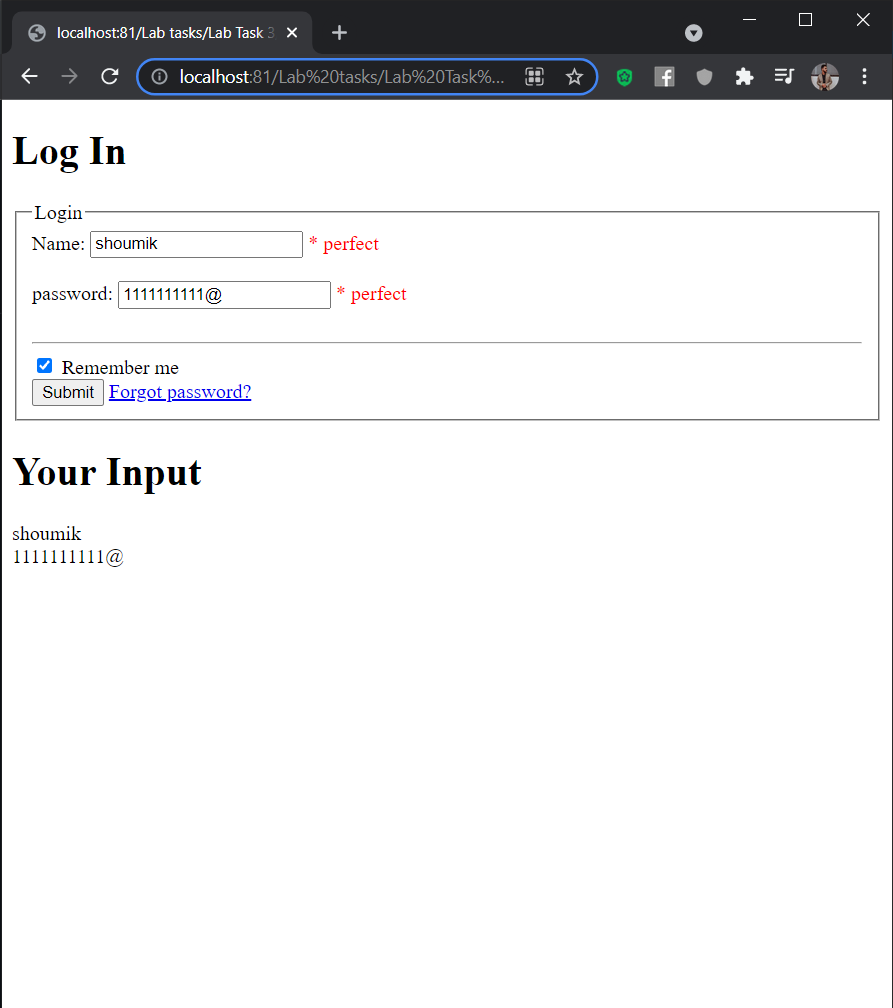 localhost:81/Lab tasks/Lab Task 3
localhost:81/Lab%20tasks/Lab%20Task%...
Log In
Login
Name: shoumik * perfect
password: 1111111111@ * perfect
Remember me
Submit Forgot password?
Your Input
shoumik
1111111111@